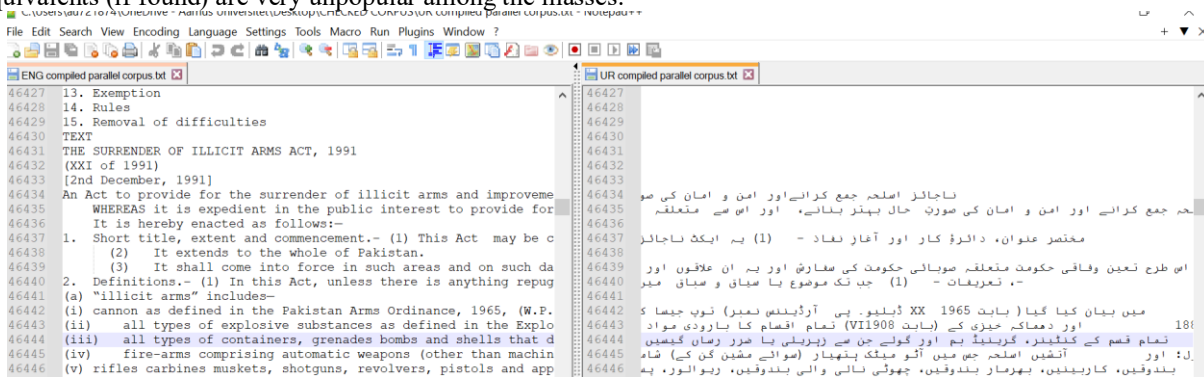 quivalents (if found) are very unpopular among the masses.
C:\Users\au721874\OneDrive - Aarhus Universitet\Desktop\CHECKED CORPUS\UR compiled parallel corpus.txt - Notepad++
File Edit Search View Encoding Language Settings Tools Macro Run Plugins Window ?
ENG compiled parallel corpus.txt
46427 13. Exemption
46428 14. Rules
46429 15. Removal of difficulties
46430 TEXT
46431 THE SURRENDER OF ILLICIT ARMS ACT, 1991
46432 (XXI of 1991)
46433 [2nd December, 1991]
46434 An Act to provide for the surrender of illicit arms and improveme
46435 WHEREAS it is expedient in the public interest to provide for
46436 It is hereby enacted as follows:—
46437 1. Short title, extent and commencement.- (1) This Act may be c
46438 (2) It extends to the whole of Pakistan.
46439 (3) It shall come into force in such areas and on such da
46440 2. Definitions.— (1) In this Act, unless there is anything repug
46441 (a) "illicit arms" includes—
46442 (i) cannon as defined in the Pakistan Arms Ordinance, 1965, (W.P.
46443 (ii) all types of explosive substances as defined in the Explo
46444 (iii) all types of containers, grenades bombs and shells that d
46445 (iv) fire-arms comprising automatic weapons (other than machin
46446 (v) rifles carbines muskets, shotguns, revolvers, pistols and app
UR compiled parallel corpus.txt
46427
46428
46429
46430
46431
46432
46433
46434 ناجائز اسلحہ جمع کرانےاور امن و امان کی صو
46435 حہ جمع کرانے اور امن و امان کی صورتِ حال بہتر بنانے، اور اس سے متعلقہ
46436
46437 مختصر عنوان، دائرۂ کار اور آغازِ نفاذ - (1) یہ ایکٹ ناجائز
46438
46439 اس طرح تعین وفاقی حکومت متعلقہ صوبائی حکومت کی سفارش اور یہ ان علاقوں اور
46440 -، تعریفات - (1) جب تک موضوع یا سیاق و سباق میں
46441
46442 میں بیان کیا گیا( بابت 1965 XX ڈبلیو۔ پی آرڈیننس نمبر) توپ جیسا ک
46443 اور دھماکہ خیزی کے (بابت VI1908) تمام اقسام کا بارودی مواد 188
46444 تمام قسم کے کنٹینر، گرینیڈ بم اور گولے جن سے زہریلی یا ضرر رساں گیسیں
46445 ل: اور آتشیں اسلحہ جس میں آٹو میٹک ہتھیار (سوائے مشین گن کے) شام
46446 بندوقیں، کاربینیں، بھرمار بندوقیں، چھوٹی نالی والی بندوقیں، ریوالور، پس